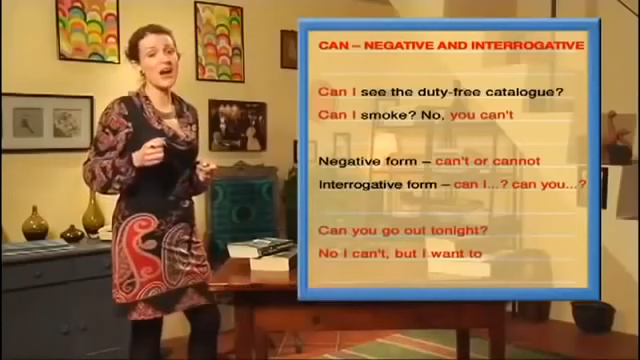 CAN – NEGATIVE AND INTERROGATIVE
Can I see the duty-free catalogue?
Can I smoke? No, you can't
Negative form – can't or cannot
Interrogative form – can I...? can you...?
Can you go out tonight?
No I can't, but I want to